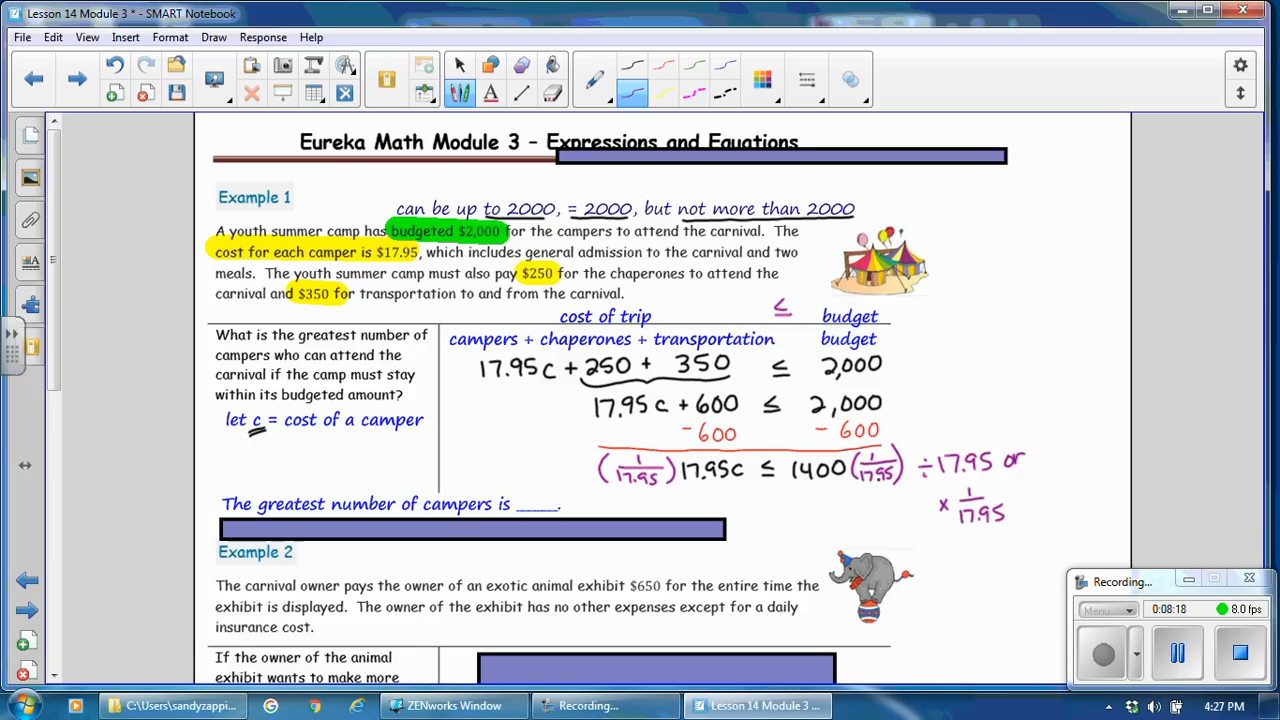 Lesson 14 Module 3 * - SMART Notebook
File Edit View Insert Format Draw Response Help
Eureka Math Module 3 – Expressions and Equations
Example 1
can be up to 2000, = 2000, but not more than 2000
A youth summer camp has budgeted $2,000 for the campers to attend the carnival. The
cost for each camper is $17.95, which includes general admission to the carnival and two
meals. The youth summer camp must also pay $250 for the chaperones to attend the
carnival and $350 for transportation to and from the carnival.
cost of trip ≤ budget
What is the greatest number of
campers who can attend the
carnival if the camp must stay
within its budgeted amount?
let c = cost of a camper
campers + chaperones + transportation budget
17.95c + 250 + 350 ≤ 2,000
17.95c + 600 ≤ 2,000
-600 - 600
(1/17.95) 17.95c ≤ 1400 (1/17.95) ÷17.95 or
x 1/17.95
The greatest number of campers is _____.
Example 2
The carnival owner pays the owner of an exotic animal exhibit $650 for the entire time the
exhibit is displayed. The owner of the exhibit has no other expenses except for a daily
insurance cost.
If the owner of the animal
exhibit wants to make more
Recording...
Menu
0:08:18
8.0 fps
C:\Users\sandyzappi...
ZENworks Window
Recording...
Lesson 14 Module 3 ...
4:27 PM